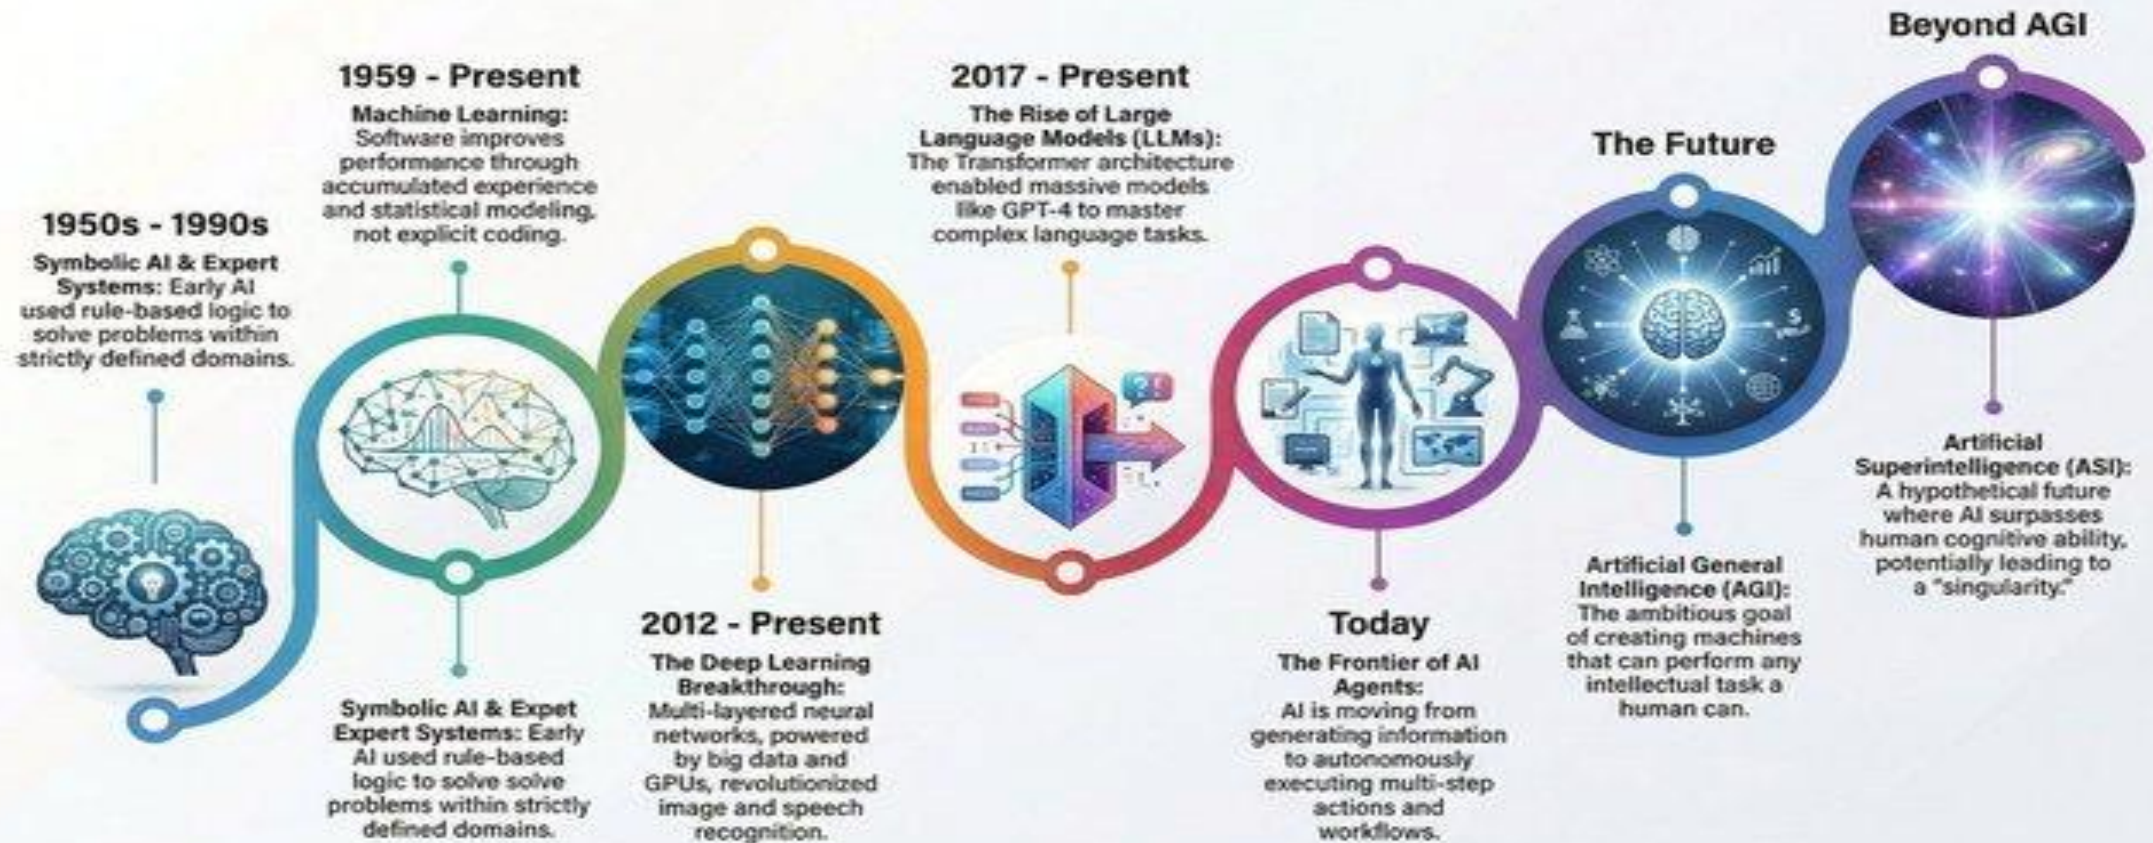 1950s - 1990s
Symbolic AI & Expert
Systems: Early AI
used rule-based logic to
solve problems within
strictly defined domains.
1959 - Present
Machine Learning:
Software improves
performance through
accumulated experience
and statistical modeling,
not explicit coding.
Symbolic AI & Expet
Expert Systems: Early
AI used rule-based
logic to solve solve
problems within strictly
defined domains.
2012 - Present
The Deep Learning
Breakthrough:
Multi-layered neural
networks, powered
by big data and
GPUs, revolutionized
image and speech
recognition.
2017 - Present
The Rise of Large
Language Models (LLMs):
The Transformer architecture
enabled massive models
like GPT-4 to master
complex language tasks.
Today
The Frontier of AI
Agents:
AI is moving from
generating information
to autonomously
executing multi-step
actions and
workflows.
The Future
Artificial General
Intelligence (AGI):
The ambitious goal
of creating machines
that can perform any
intellectual task a
human can.
Beyond AGI
Artificial
Superintelligence (ASI):
A hypothetical future
where AI surpasses
human cognitive ability,
potentially leading to
a "singularity."